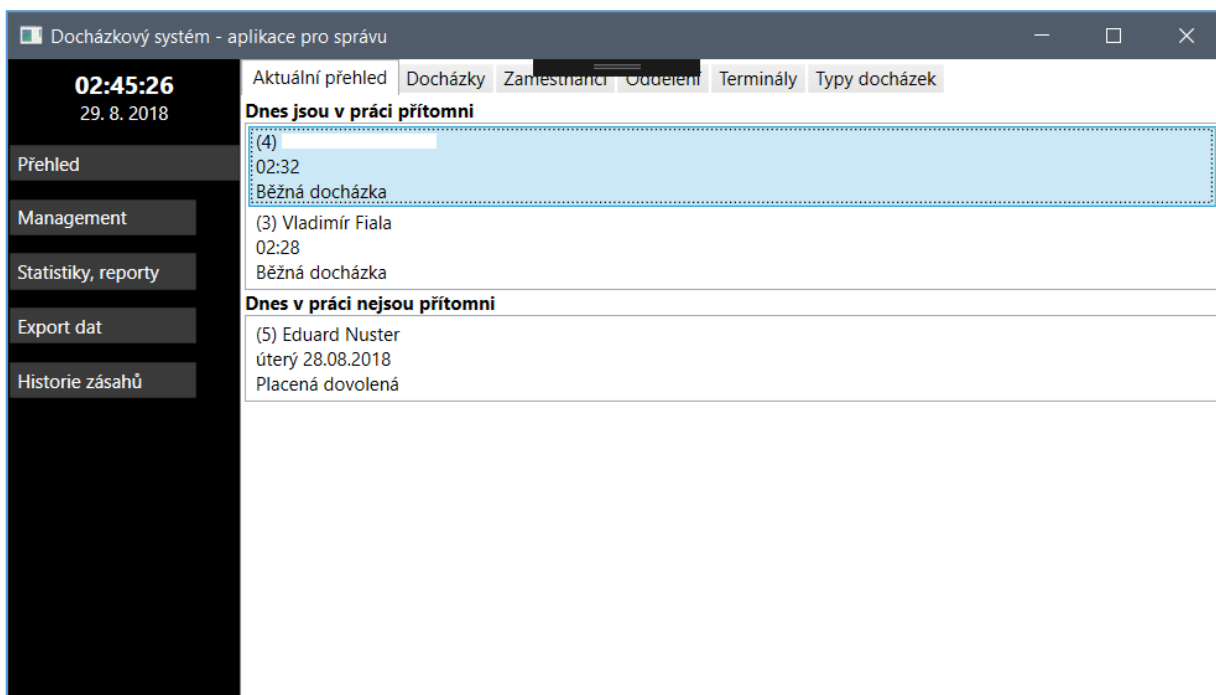 Docházkový systém - aplikace pro správu
02:45:26
29. 8. 2018
Přehled
Management
Statistiky, reporty
Export dat
Historie zásahů
Aktuální přehled Docházky Zaměstnanci Oddělení Terminály Typy docházek
Dnes jsou v práci přítomni
(4)
02:32
Běžná docházka
(3) Vladimír Fiala
02:28
Běžná docházka
Dnes v práci nejsou přítomni
(5) Eduard Nuster
úterý 28.08.2018
Placená dovolená